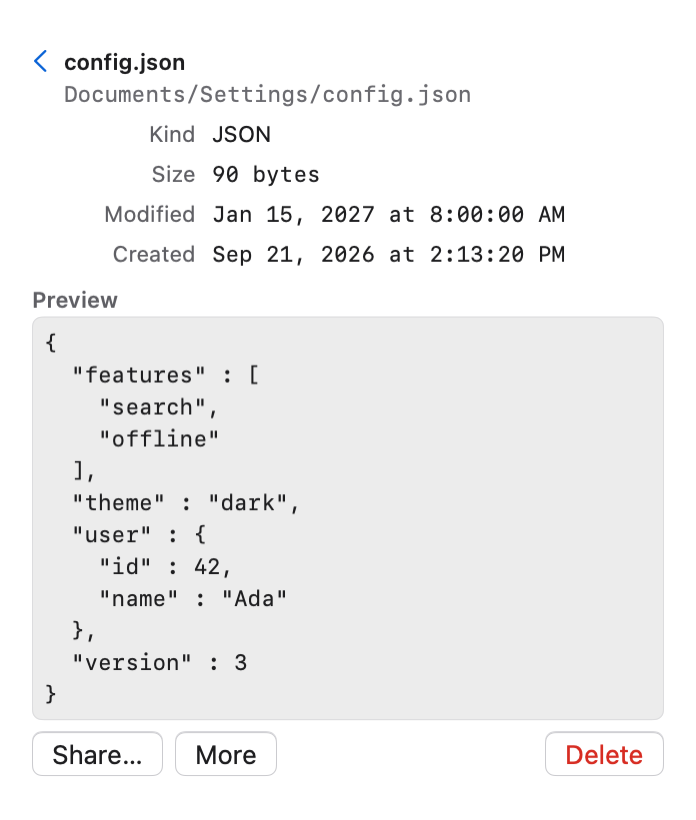 config.json
Documents/Settings/config.json
Kind JSON
Size 90 bytes
Modified Jan 15, 2027 at 8:00:00 AM
Created Sep 21, 2026 at 2:13:20 PM
Preview
{
  "features" : [
    "search",
    "offline"
  ],
  "theme" : "dark",
  "user" : {
    "id" : 42,
    "name" : "Ada"
  },
  "version" : 3
}
Share... More Delete